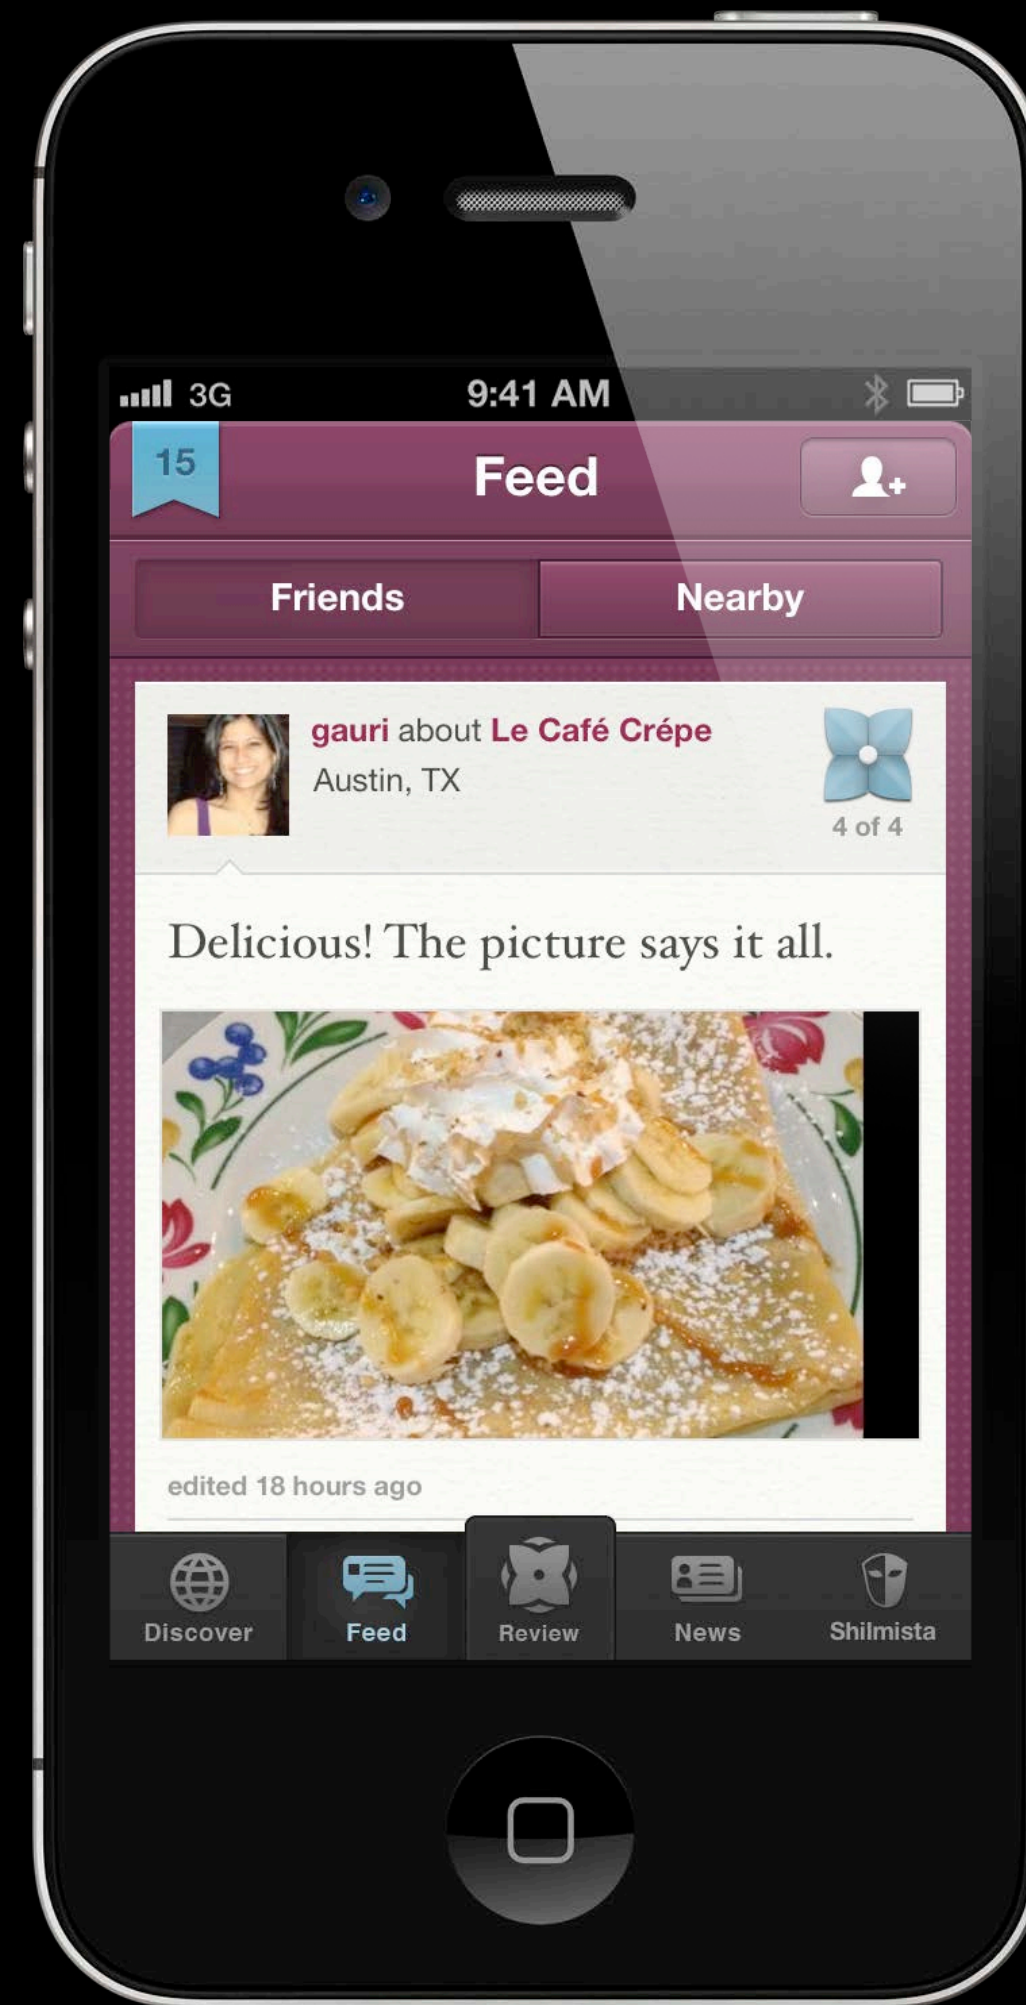 3G 9:41 AM
15 Feed
Friends Nearby
gauri about Le Café Crépe
Austin, TX
4 of 4
Delicious! The picture says it all.
edited 18 hours ago
Discover Feed Review News Shilmista